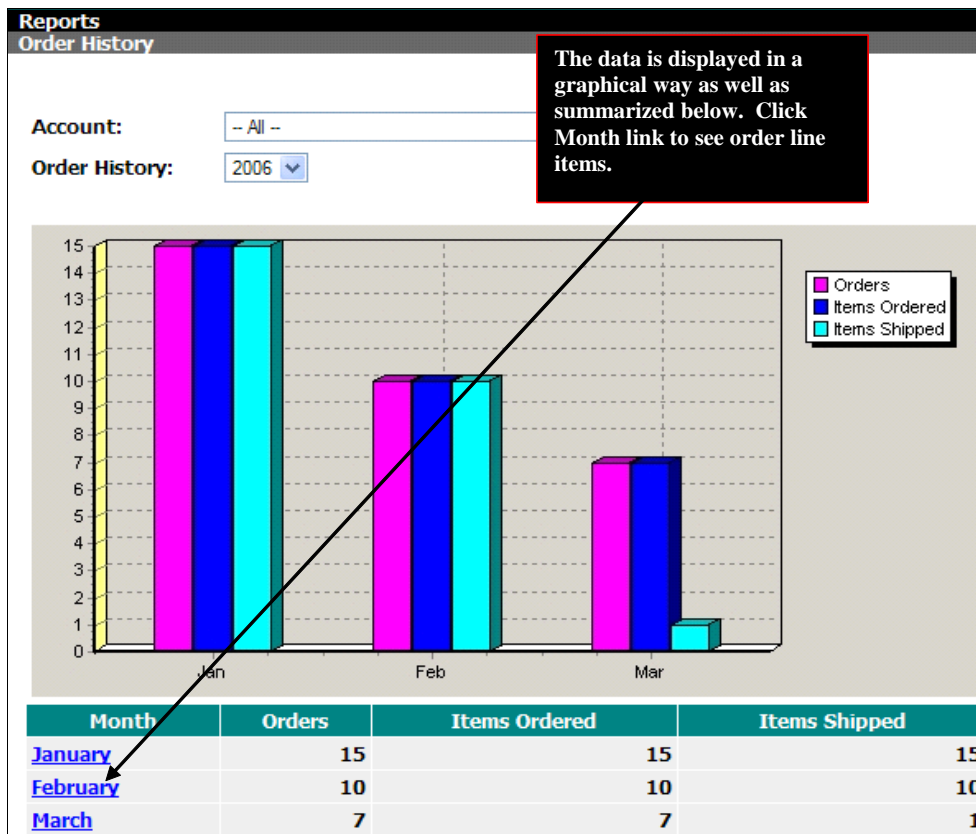 Reports
Order History
The data is displayed in a
graphical way as well as
summarized below. Click
Month link to see order line
items.
Account:
-- All --
Order History:
2006
15
14
13
12
11
10
9
8
7
6
5
4
3
2
1
0
Jan
Feb
Mar
Orders
Items Ordered
Items Shipped
Month Orders Items Ordered Items Shipped
January 15 15 15
February 10 10 10
March 7 7 1